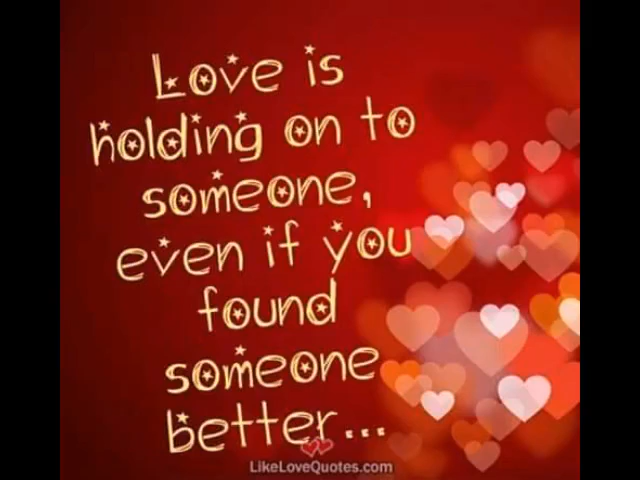 Love is
holding on to
someone,
even if you
found
someone
better...
LikeLoveQuotes.com